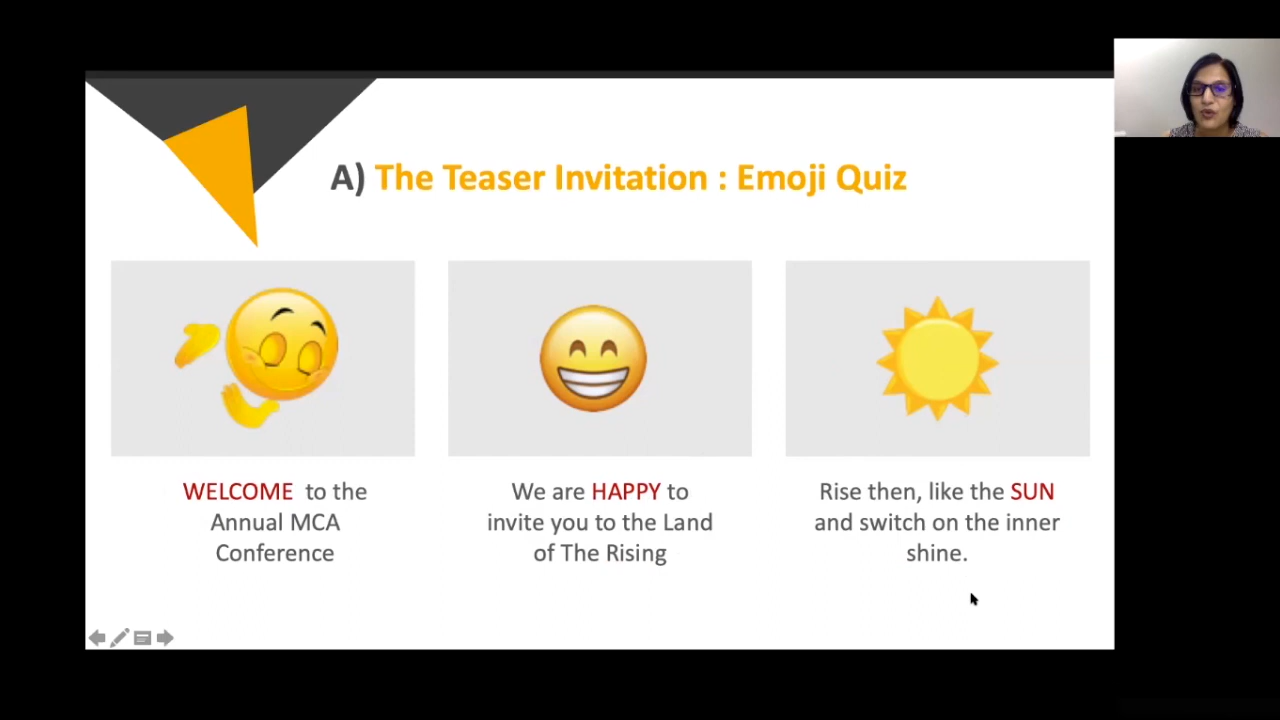 A) The Teaser Invitation : Emoji Quiz
WELCOME to the
Annual MCA
Conference
We are HAPPY to
invite you to the Land
of The Rising
Rise then, like the SUN
and switch on the inner
shine.